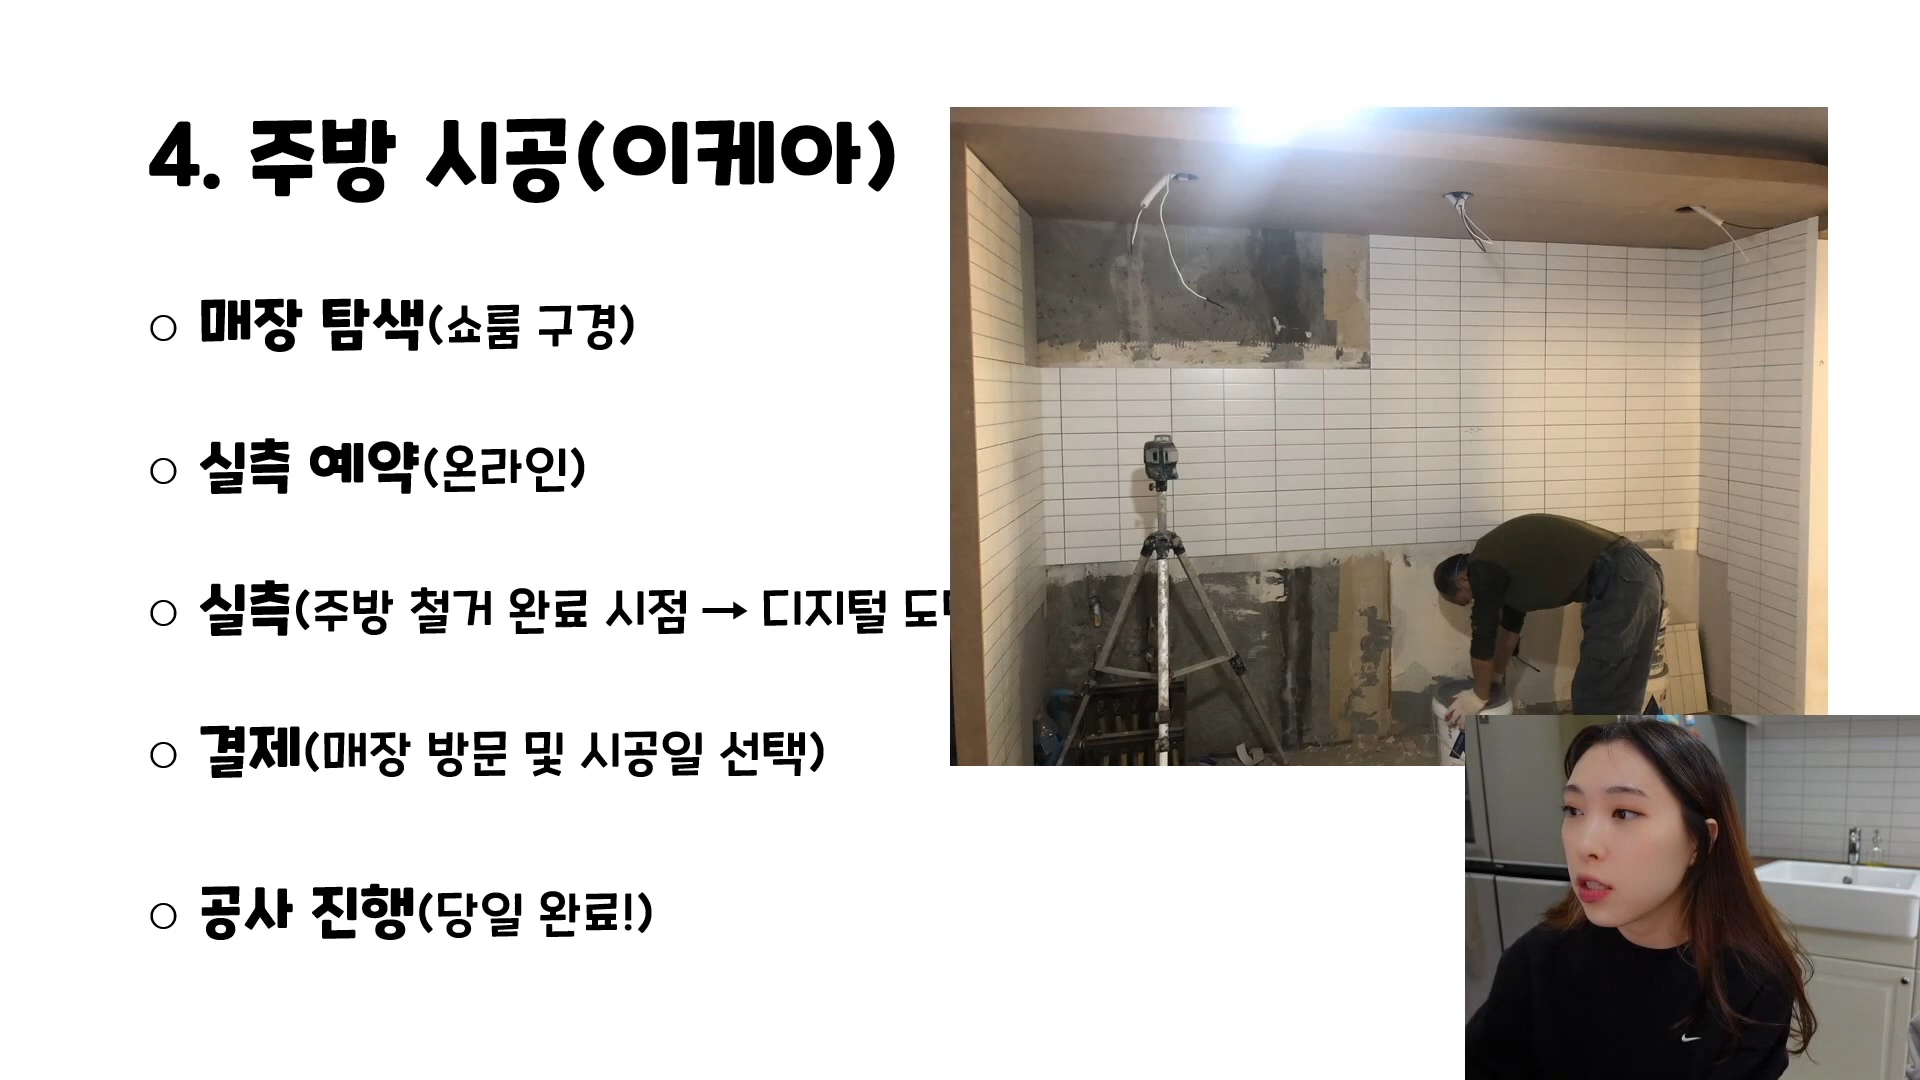 4. 주방 시공(이케아)
○ 매장 탐색(쇼룸 구경)
○ 실측 예약(온라인)
○ 실측(주방 철거 완료 시점 → 디지털
○ 결제(매장 방문 및 시공일 선택)
○ 공사 진행(당일 완료!)